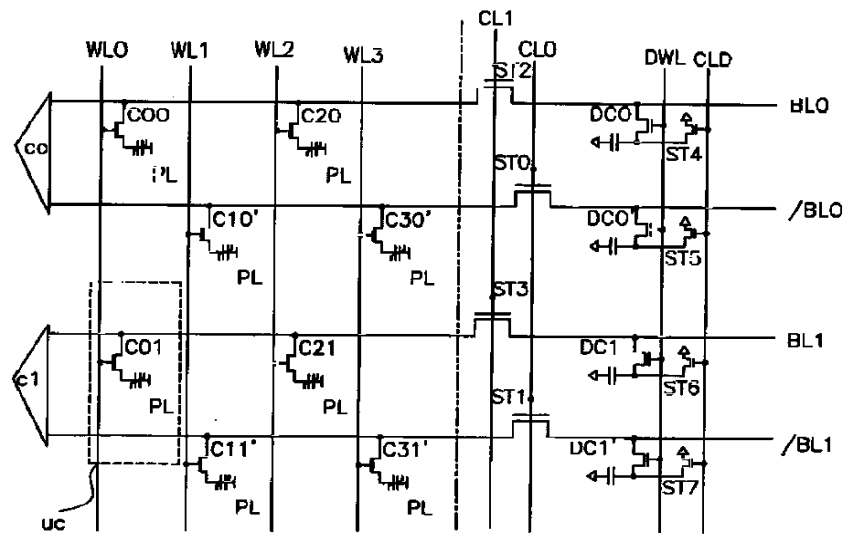 CL1
WL0 WL1 WL2 WL3 CL0 DWL CLD
ST2
C00 C20 DC0 BL0
c0 PL PL ST4
ST0
C10' C30' DC0' /BL0
PL PL ST5
ST3
C01 C21 DC1 BL1
c1 PL PL ST6
ST1
C11' C31' DC1' /BL1
PL PL ST7
uc